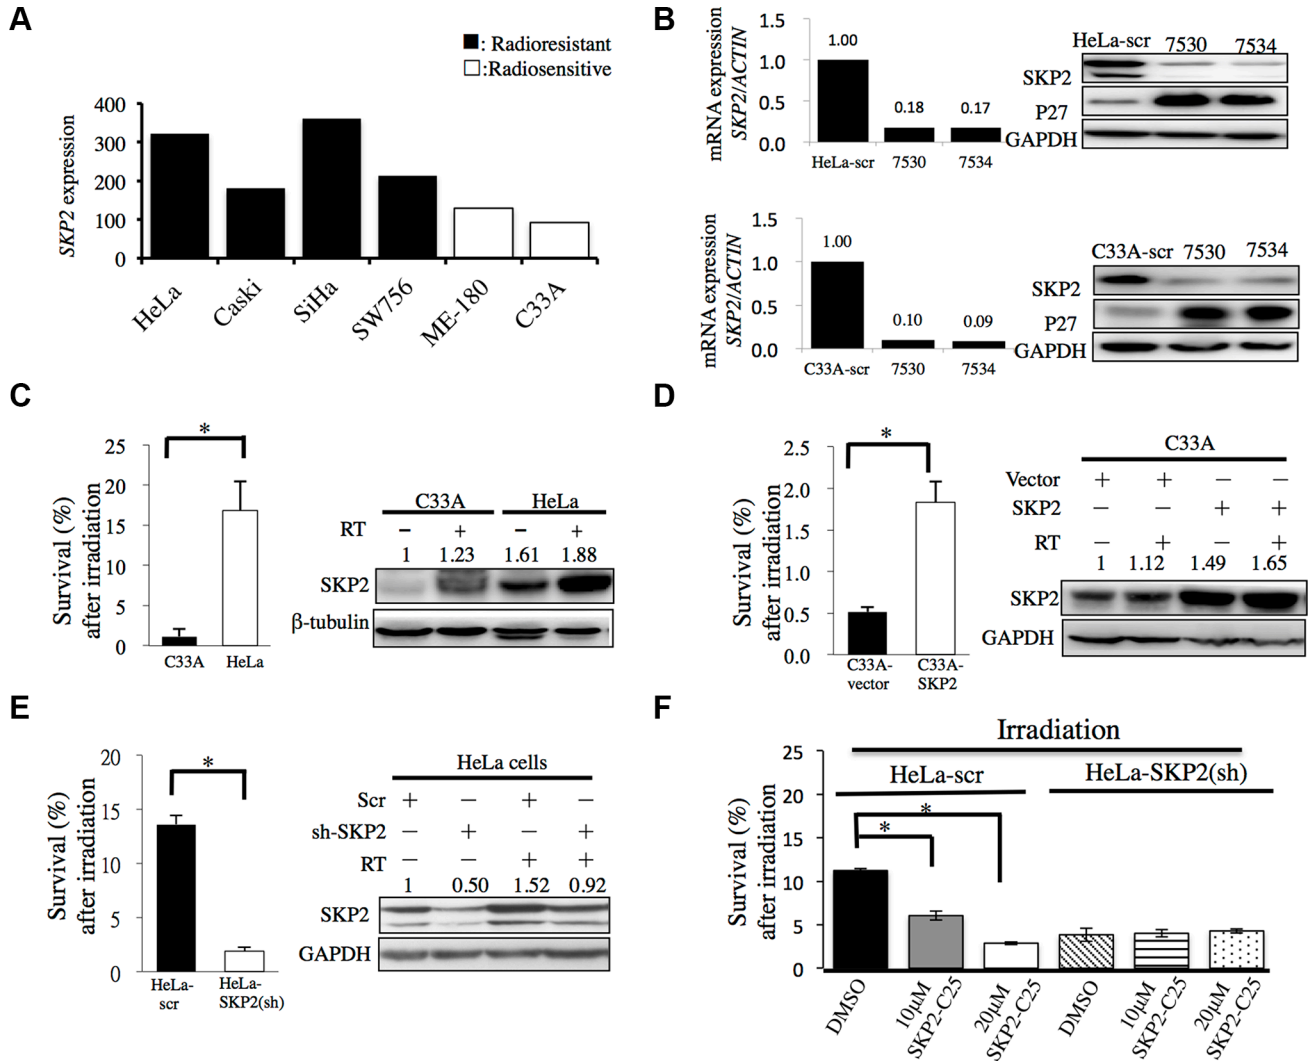 A
■: Radioresistant
□:Radiosensitive
SKP2 expression
400
300
200
100
0
HeLa
Caski
SiHa
SW756
ME-180
C33A
B
mRNA expression
SKP2/ACTIN
1.5
1.0
0.5
0.0
1.00
0.18
0.17
HeLa-scr
7530
7534
HeLa-scr 7530 7534
SKP2
P27
GAPDH
mRNA expression
SKP2/ACTIN
1.5
1.0
0.5
0.0
1.00
0.10
0.09
C33A-scr
7530
7534
C33A-scr 7530 7534
SKP2
P27
GAPDH
C
Survival (%)
after irradiation
25
20
15
10
5
0
*
C33A
HeLa
C33A HeLa
RT − + − +
1 1.23 1.61 1.88
SKP2
β-tubulin
D
Survival (%)
after irradiation
2.5
2.0
1.5
1.0
0.5
0.0
*
C33A-
vector
C33A-
SKP2
C33A
Vector + + − −
SKP2 − − + +
RT − + − +
1 1.12 1.49 1.65
SKP2
GAPDH
E
Survival (%)
after irradiation
20
15
10
5
0
*
HeLa-
scr
HeLa-
SKP2(sh)
HeLa cells
Scr + − + −
sh-SKP2 − + − +
RT − − + +
1 0.50 1.52 0.92
SKP2
GAPDH
F
Irradiation
HeLa-scr HeLa-SKP2(sh)
Survival (%)
after irradiation
25
20
15
10
5
0
*
*
DMSO
10μM
SKP2-C25
20μM
SKP2-C25
DMSO
10μM
SKP2-C25
20μM
SKP2-C25